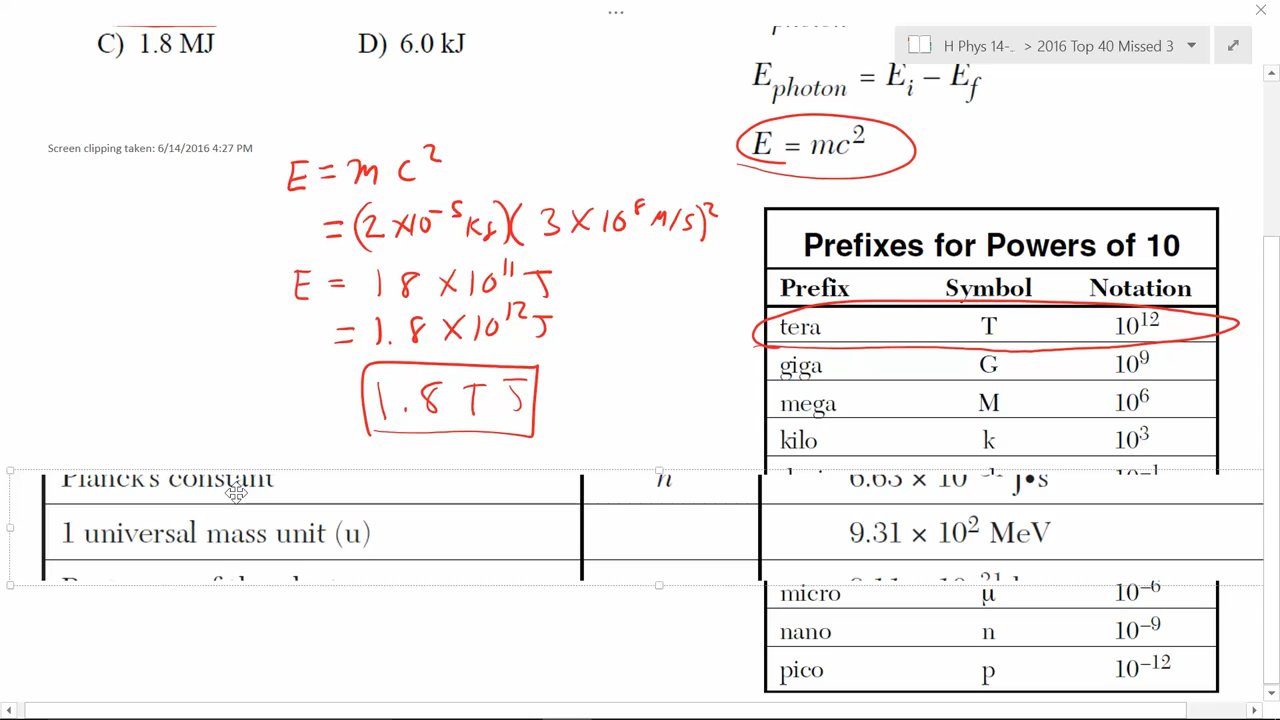 C) 1.8 MJ
D) 6.0 kJ
photon
H Phys 14-.. > 2016 Top 40 Missed 3
E_photon = E_i − E_f
E = mc²
Screen clipping taken: 6/14/2016 4:27 PM
E = m c²
= (2 ×10⁻⁵ Kg)( 3 × 10⁸ M/S)²
E = 18 × 10¹¹ J
= 1.8 × 10¹² J
1.8 T J
Prefixes for Powers of 10
Prefix Symbol Notation
tera T 10¹²
giga G 10⁹
mega M 10⁶
kilo k 10³
Planck's constant h J•s
1 universal mass unit (u) 9.31 × 10² MeV
micro μ 10⁻⁶
nano n 10⁻⁹
pico p 10⁻¹²